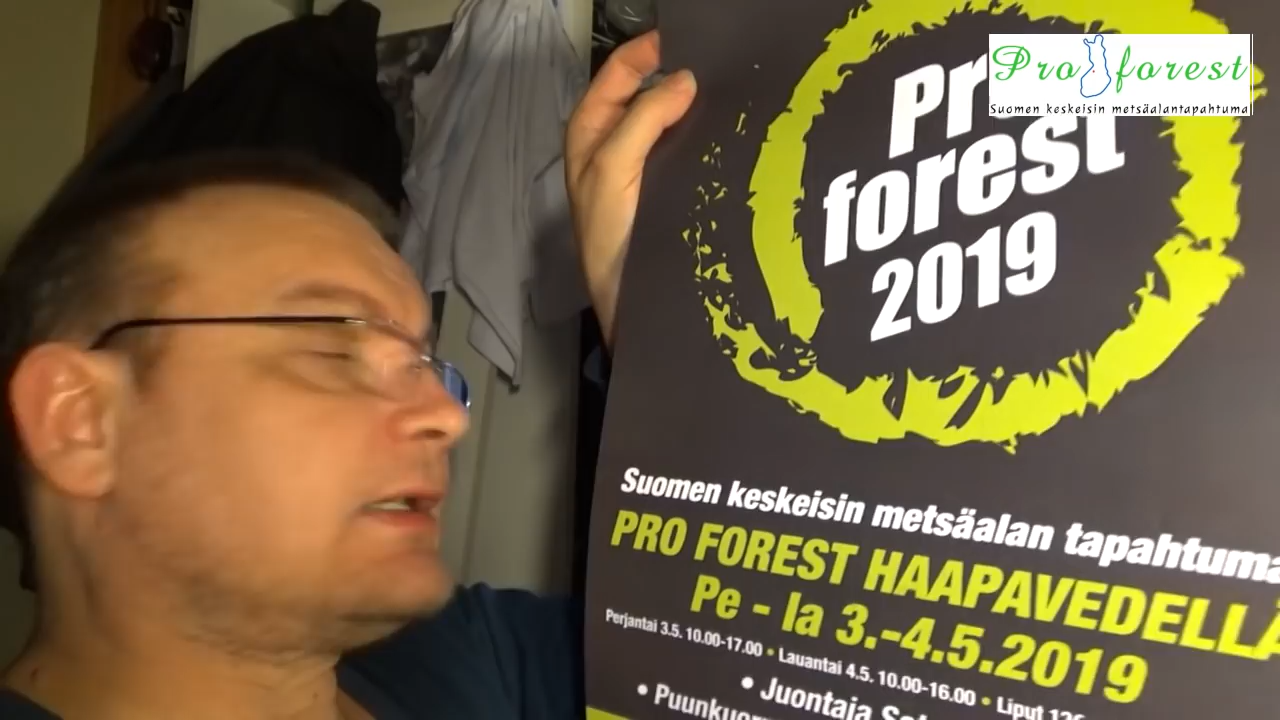 Pro forest
Suomen keskeisin metsäalantapahtuma
forest
2019
Suomen keskeisin metsäalan tapahtuma
PRO FOREST HAAPAVEDELLÄ
Pe - la 3.-4.5.2019
Perjantai 3.5. 10.00-17.00 • Lauantai 4.5. 10.00-16.00 • Liput 12€
• Juontaja